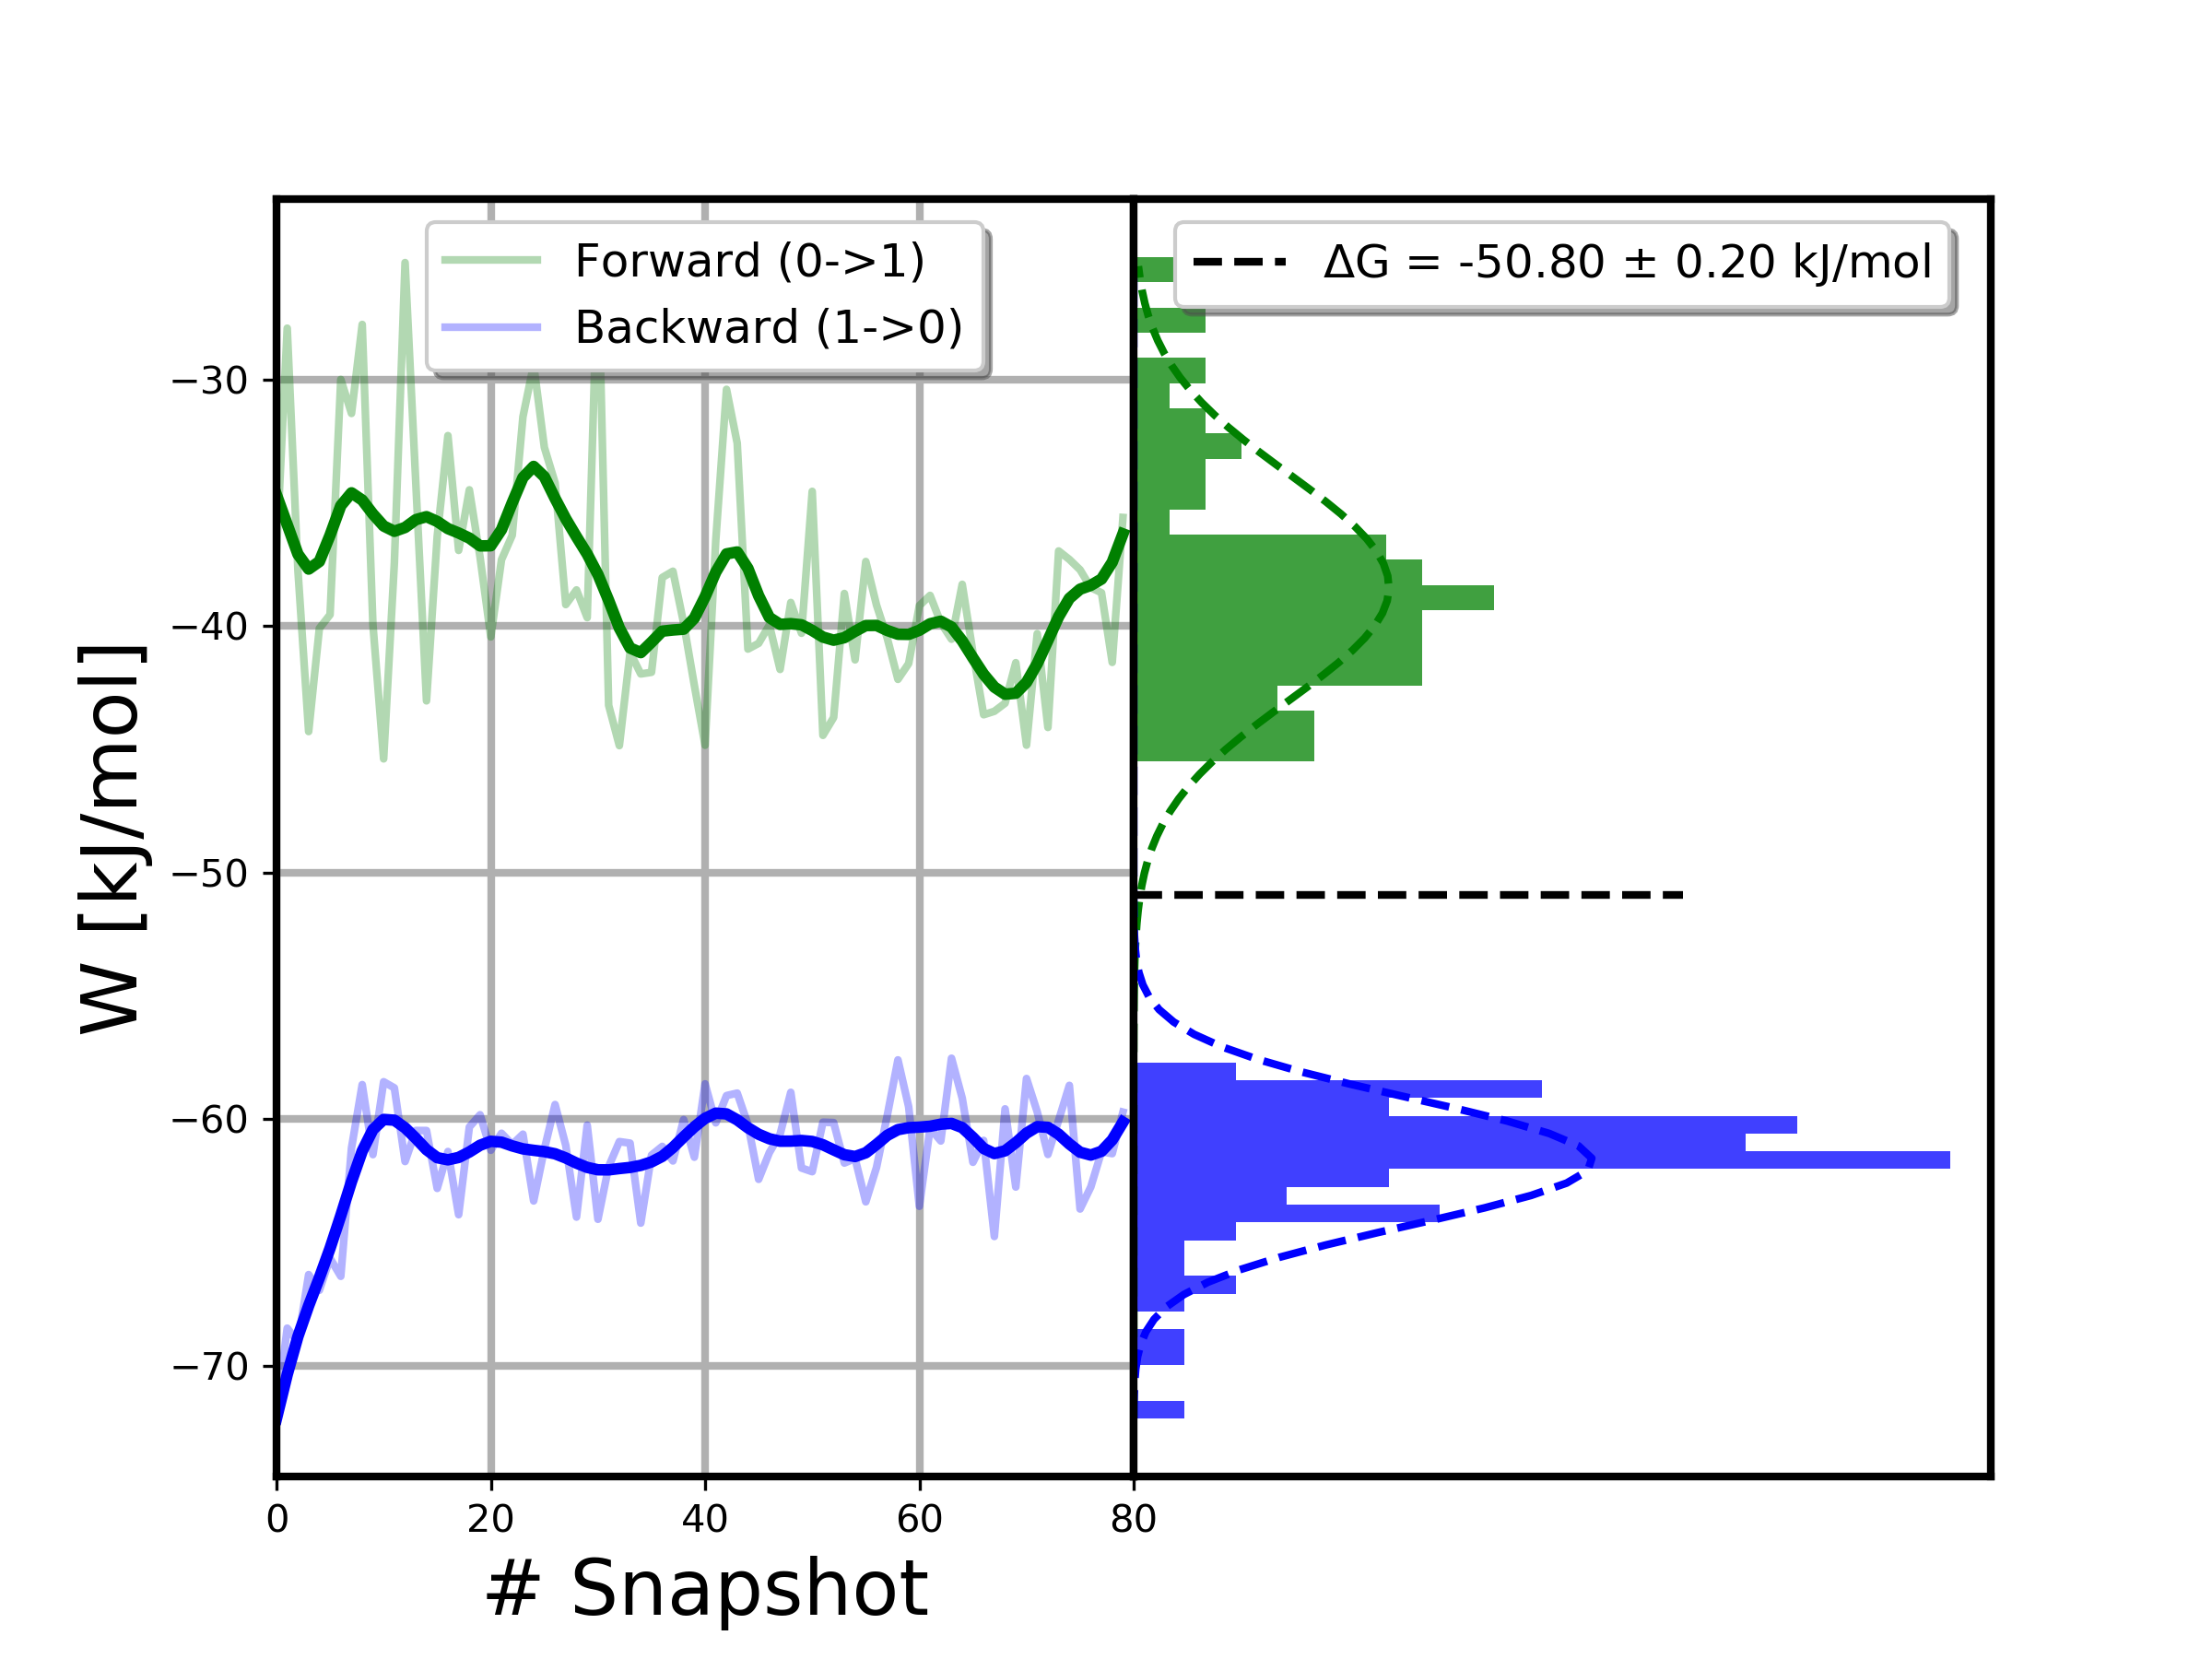 Forward (0->1)
Backward (1->0)
ΔG = -50.80 ± 0.20 kJ/mol
−30
−40
−50
−60
−70
W [kJ/mol]
0 20 40 60 80
# Snapshot